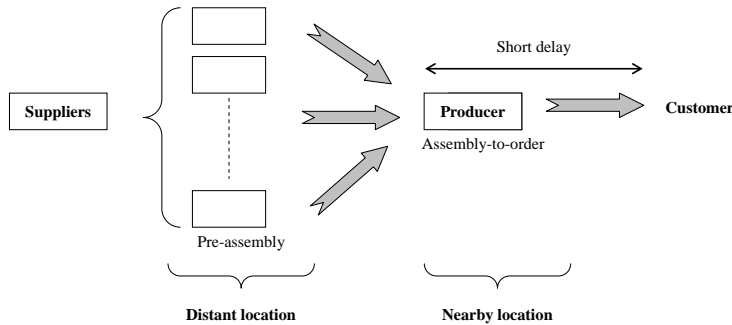 Short delay
Suppliers
Producer
Customer
Assembly-to-order
Pre-assembly
Distant location
Nearby location